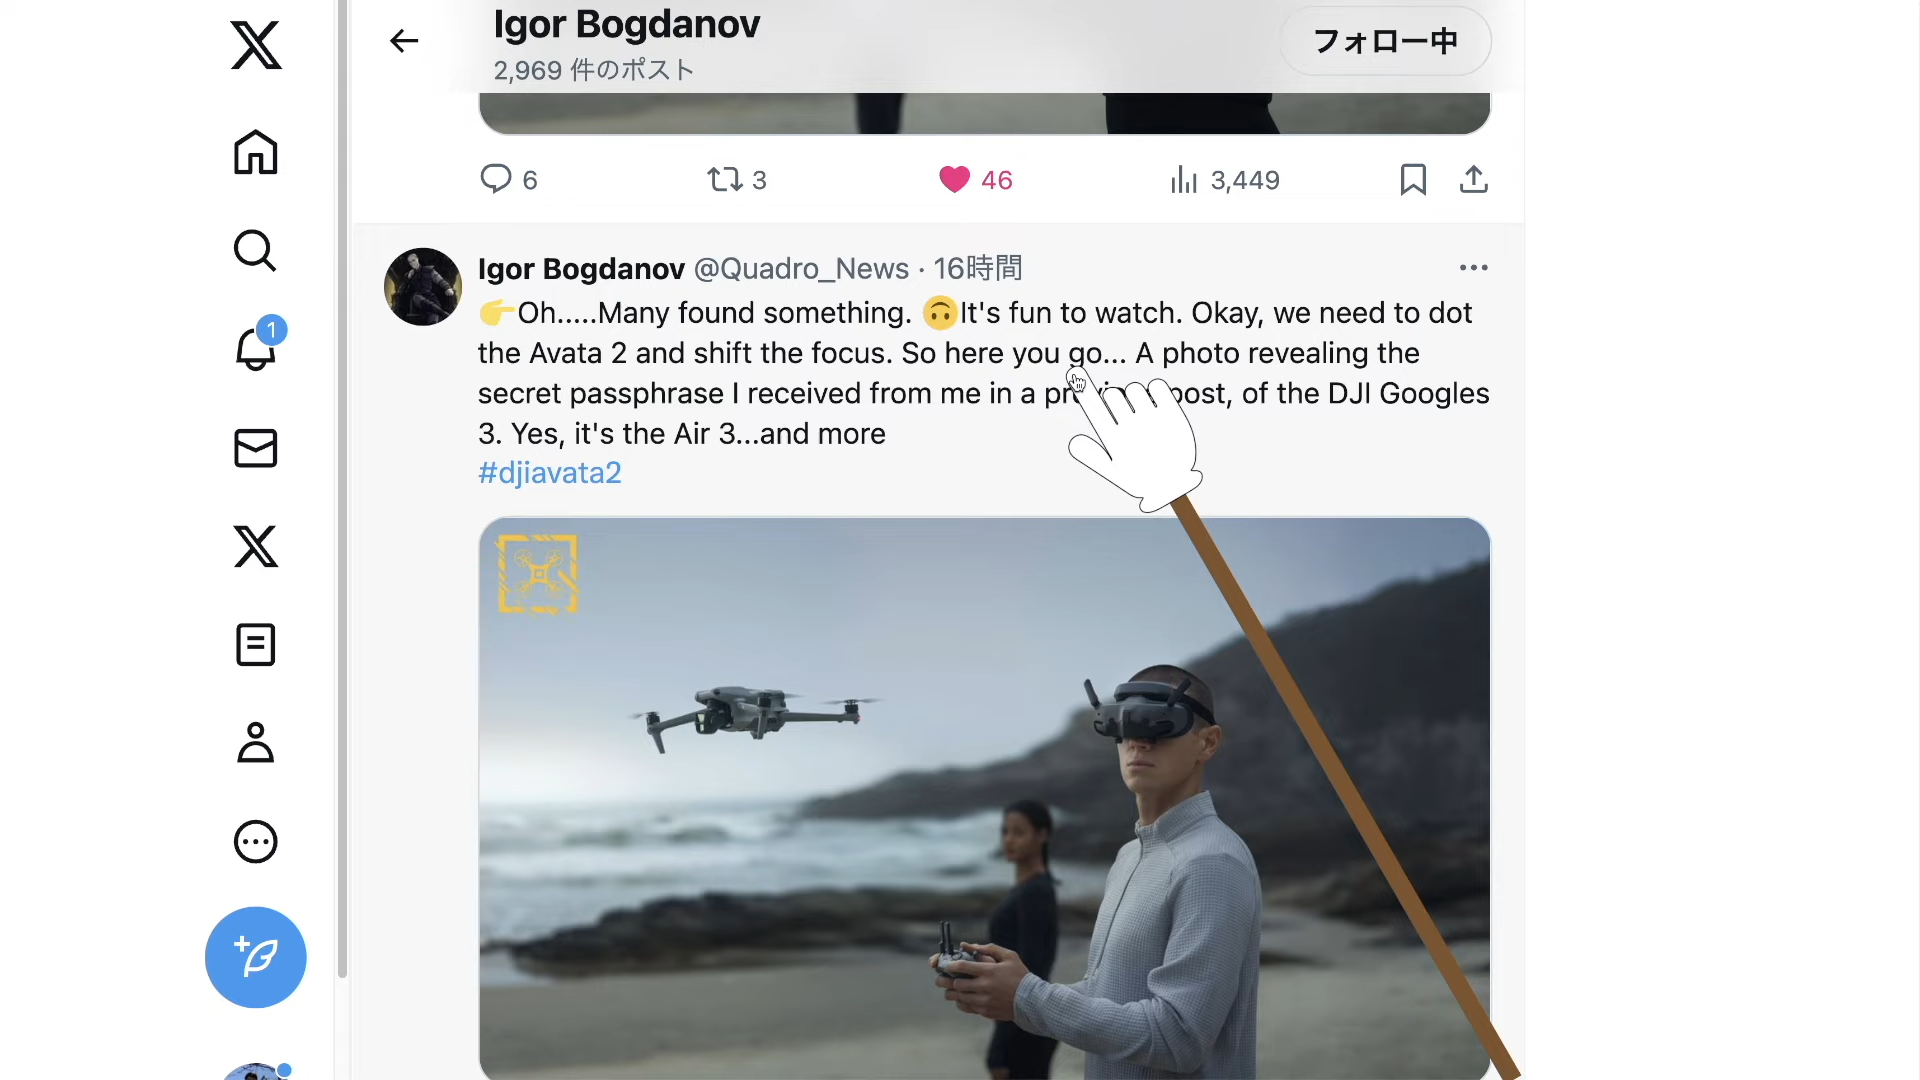 Igor Bogdanov
2,969 件のポスト
フォロー中
6
3
46
3,449
1
Igor Bogdanov @Quadro_News · 16時間
👉Oh.....Many found something. 🙃It's fun to watch. Okay, we need to dot
the Avata 2 and shift the focus. So here you go... A photo revealing the
secret passphrase I received from me in a post, of the DJI Googles
3. Yes, it's the Air 3...and more
#djiavata2